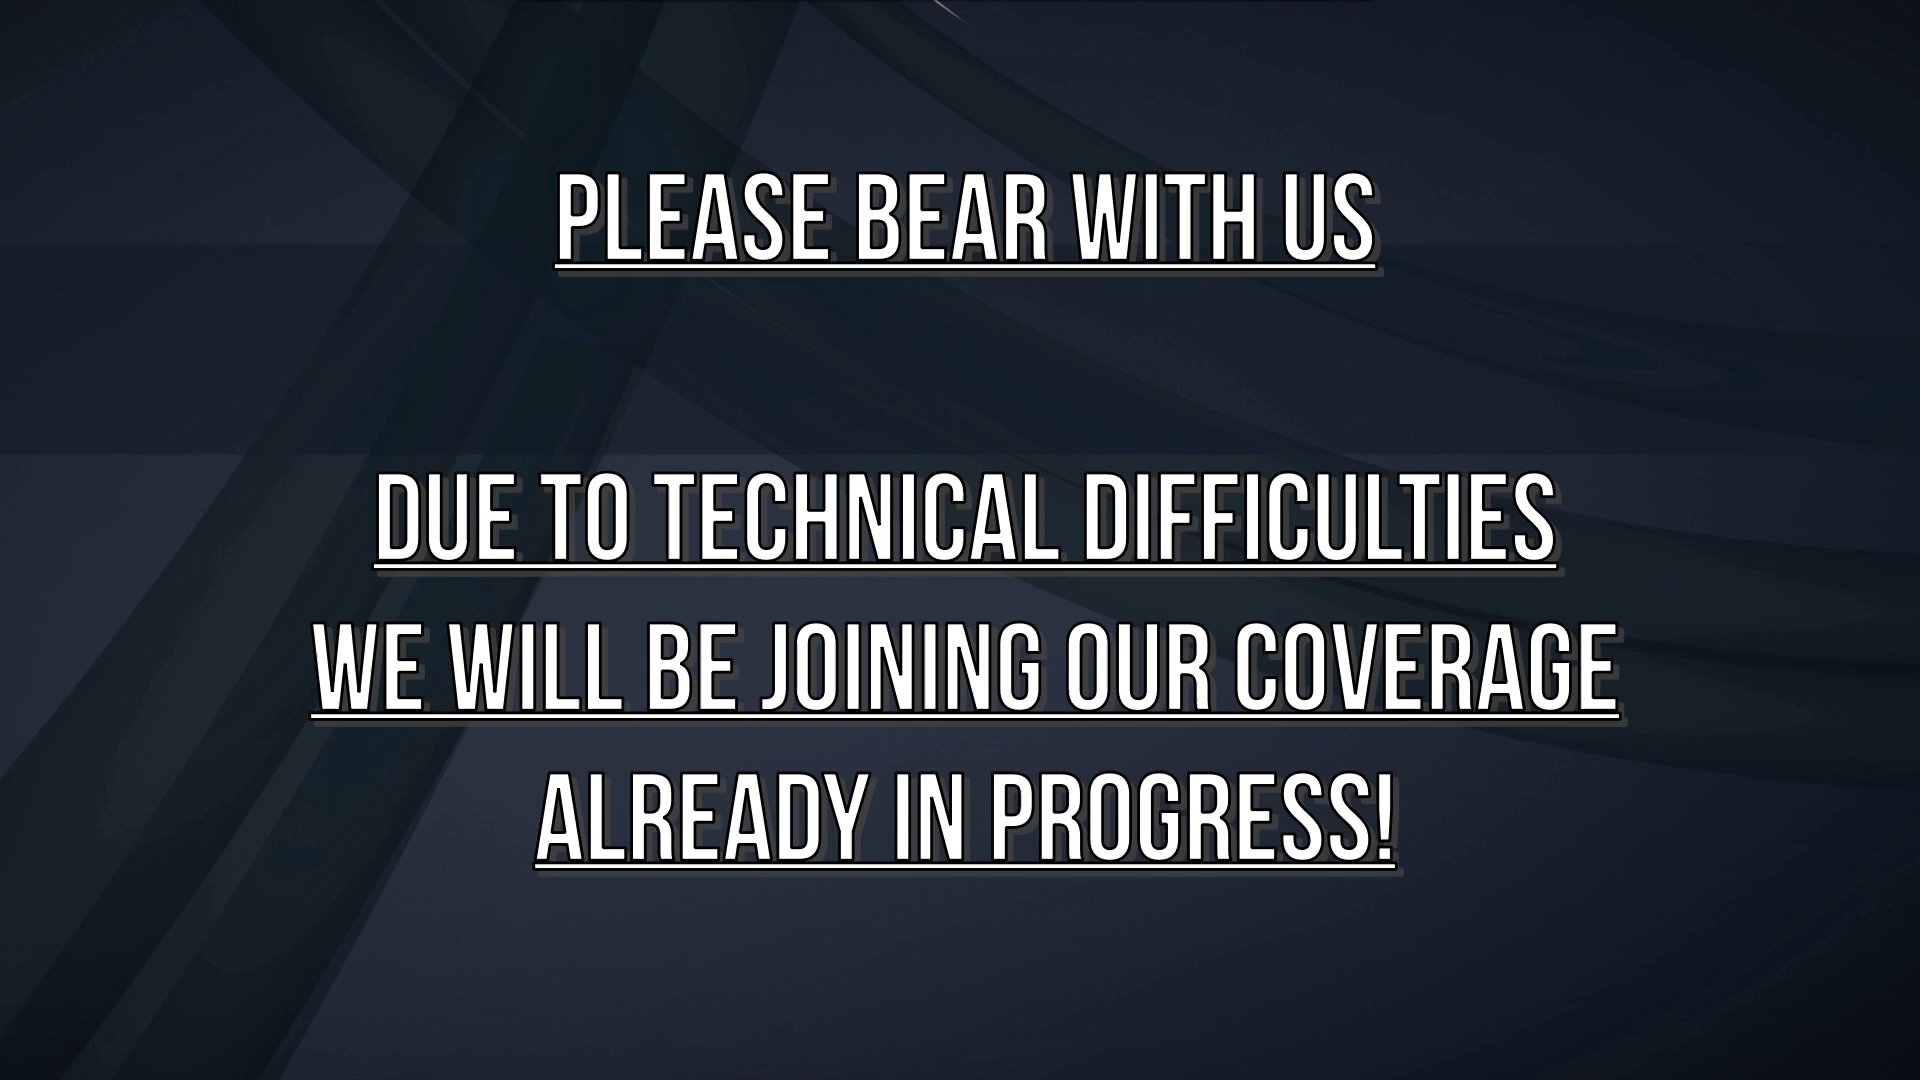 PLEASE BEAR WITH US
DUE TO TECHNICAL DIFFICULTIES
WE WILL BE JOINING OUR COVERAGE
ALREADY IN PROGRESS!